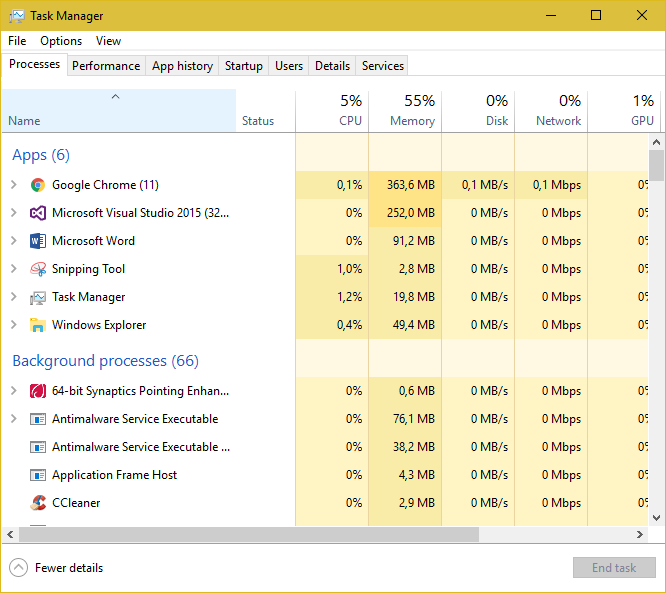 Task Manager
File Options View
Processes Performance App history Startup Users Details Services
5% 55% 0% 0% 1%
Name Status CPU Memory Disk Network GPU
Apps (6)
Google Chrome (11) 0,1% 363,6 MB 0,1 MB/s 0,1 Mbps 0%
Microsoft Visual Studio 2015 (32... 0% 252,0 MB 0 MB/s 0 Mbps 0%
Microsoft Word 0% 91,2 MB 0 MB/s 0 Mbps 0%
Snipping Tool 1,0% 2,8 MB 0 MB/s 0 Mbps 0%
Task Manager 1,2% 19,8 MB 0 MB/s 0 Mbps 0%
Windows Explorer 0,4% 49,4 MB 0 MB/s 0 Mbps 0%
Background processes (66)
64-bit Synaptics Pointing Enhan... 0% 0,6 MB 0 MB/s 0 Mbps 0%
Antimalware Service Executable 0% 76,1 MB 0 MB/s 0 Mbps 0%
Antimalware Service Executable ... 0% 38,2 MB 0 MB/s 0 Mbps 0%
Application Frame Host 0% 4,3 MB 0 MB/s 0 Mbps 0%
CCleaner 0% 2,9 MB 0 MB/s 0 Mbps 0%
Fewer details End task